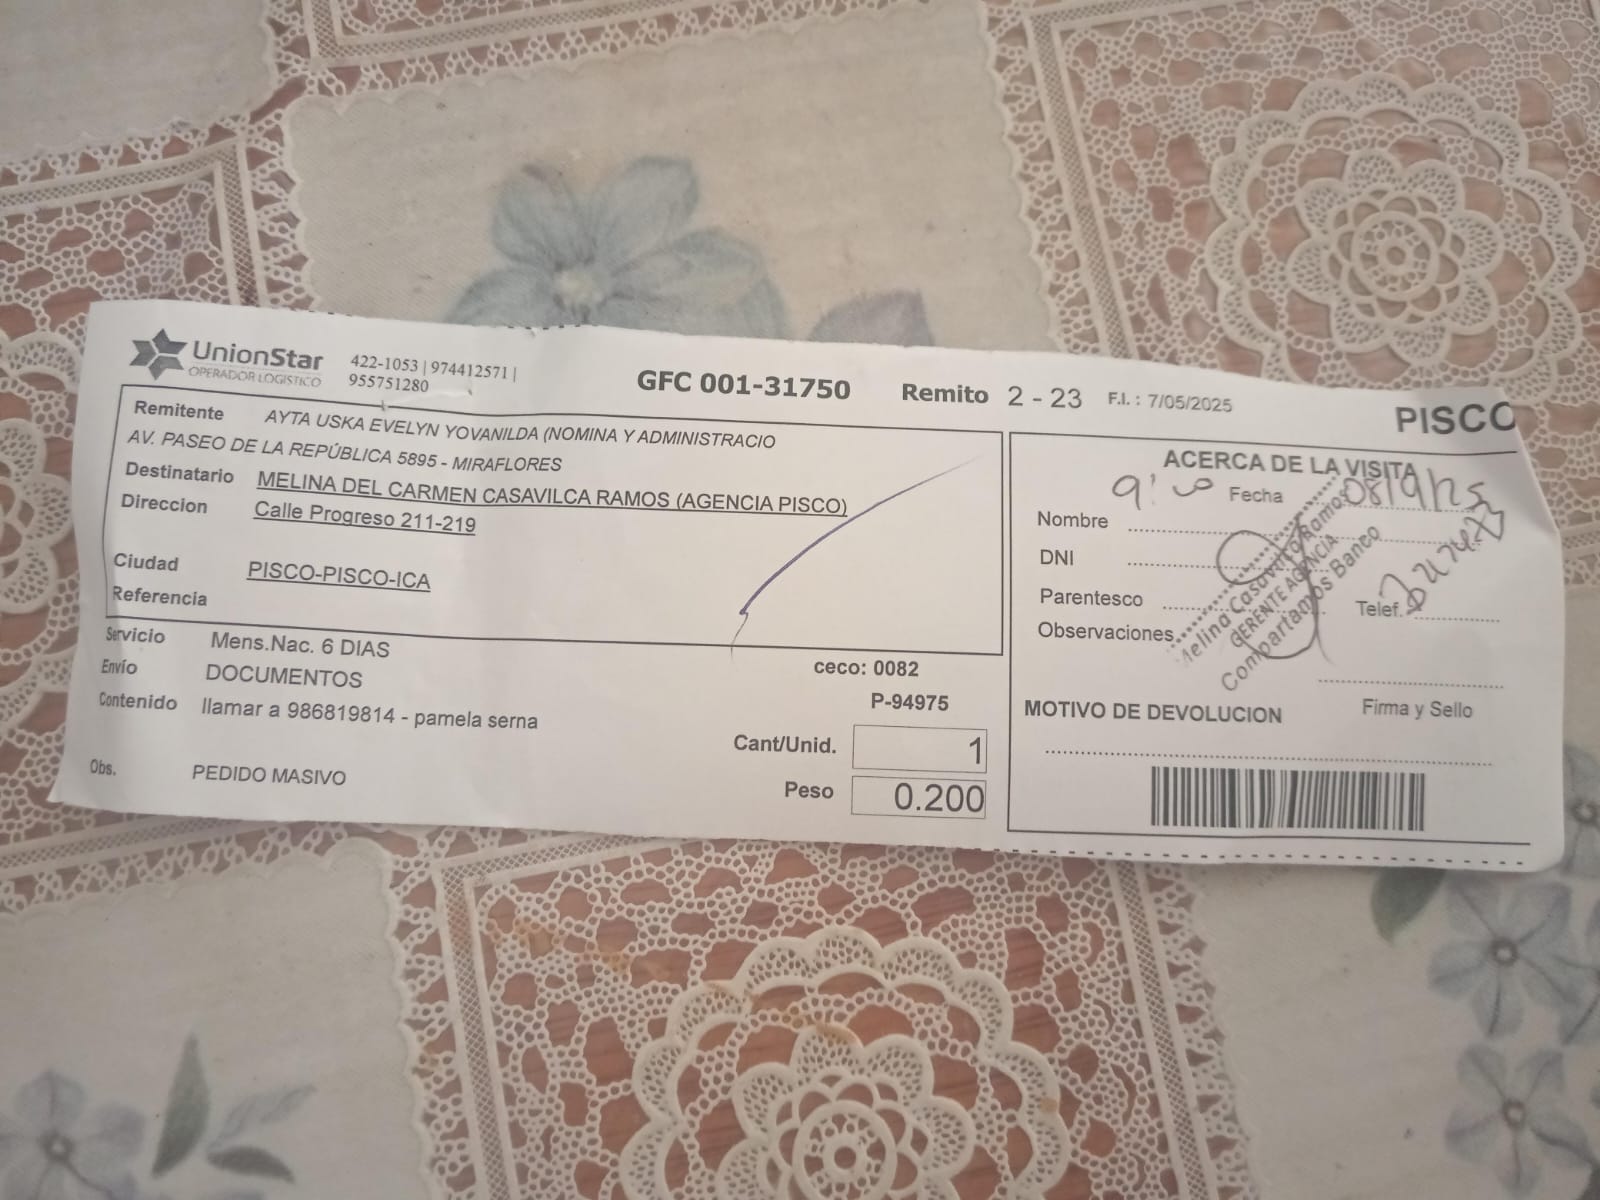 UnionStar
OPERADOR LOGISTICO
422-1053 | 974412571 |
955751280
GFC 001-31750
Remito 2 - 23
F.I. : 7/05/2025
PISCO
Remitente AYTA USKA EVELYN YOVANILDA (NOMINA Y ADMINISTRACIO
AV. PASEO DE LA REPÚBLICA 5895 - MIRAFLORES
Destinatario MELINA DEL CARMEN CASAVILCA RAMOS (AGENCIA PISCO)
Direccion Calle Progreso 211-219
Ciudad PISCO-PISCO-ICA
Referencia
Servicio Mens.Nac. 6 DIAS
Envío DOCUMENTOS
Contenido llamar a 986819814 - pamela serna
Obs. PEDIDO MASIVO
ceco: 0082
P-94975
Cant/Unid. 1
Peso 0.200
ACERCA DE LA VISITA
Fecha
Nombre
DNI
Parentesco
Telef.
Observaciones
Melina Casavilca Ramos
GERENTE AGENCIA
Compartamos Banco
Firma y Sello
MOTIVO DE DEVOLUCION